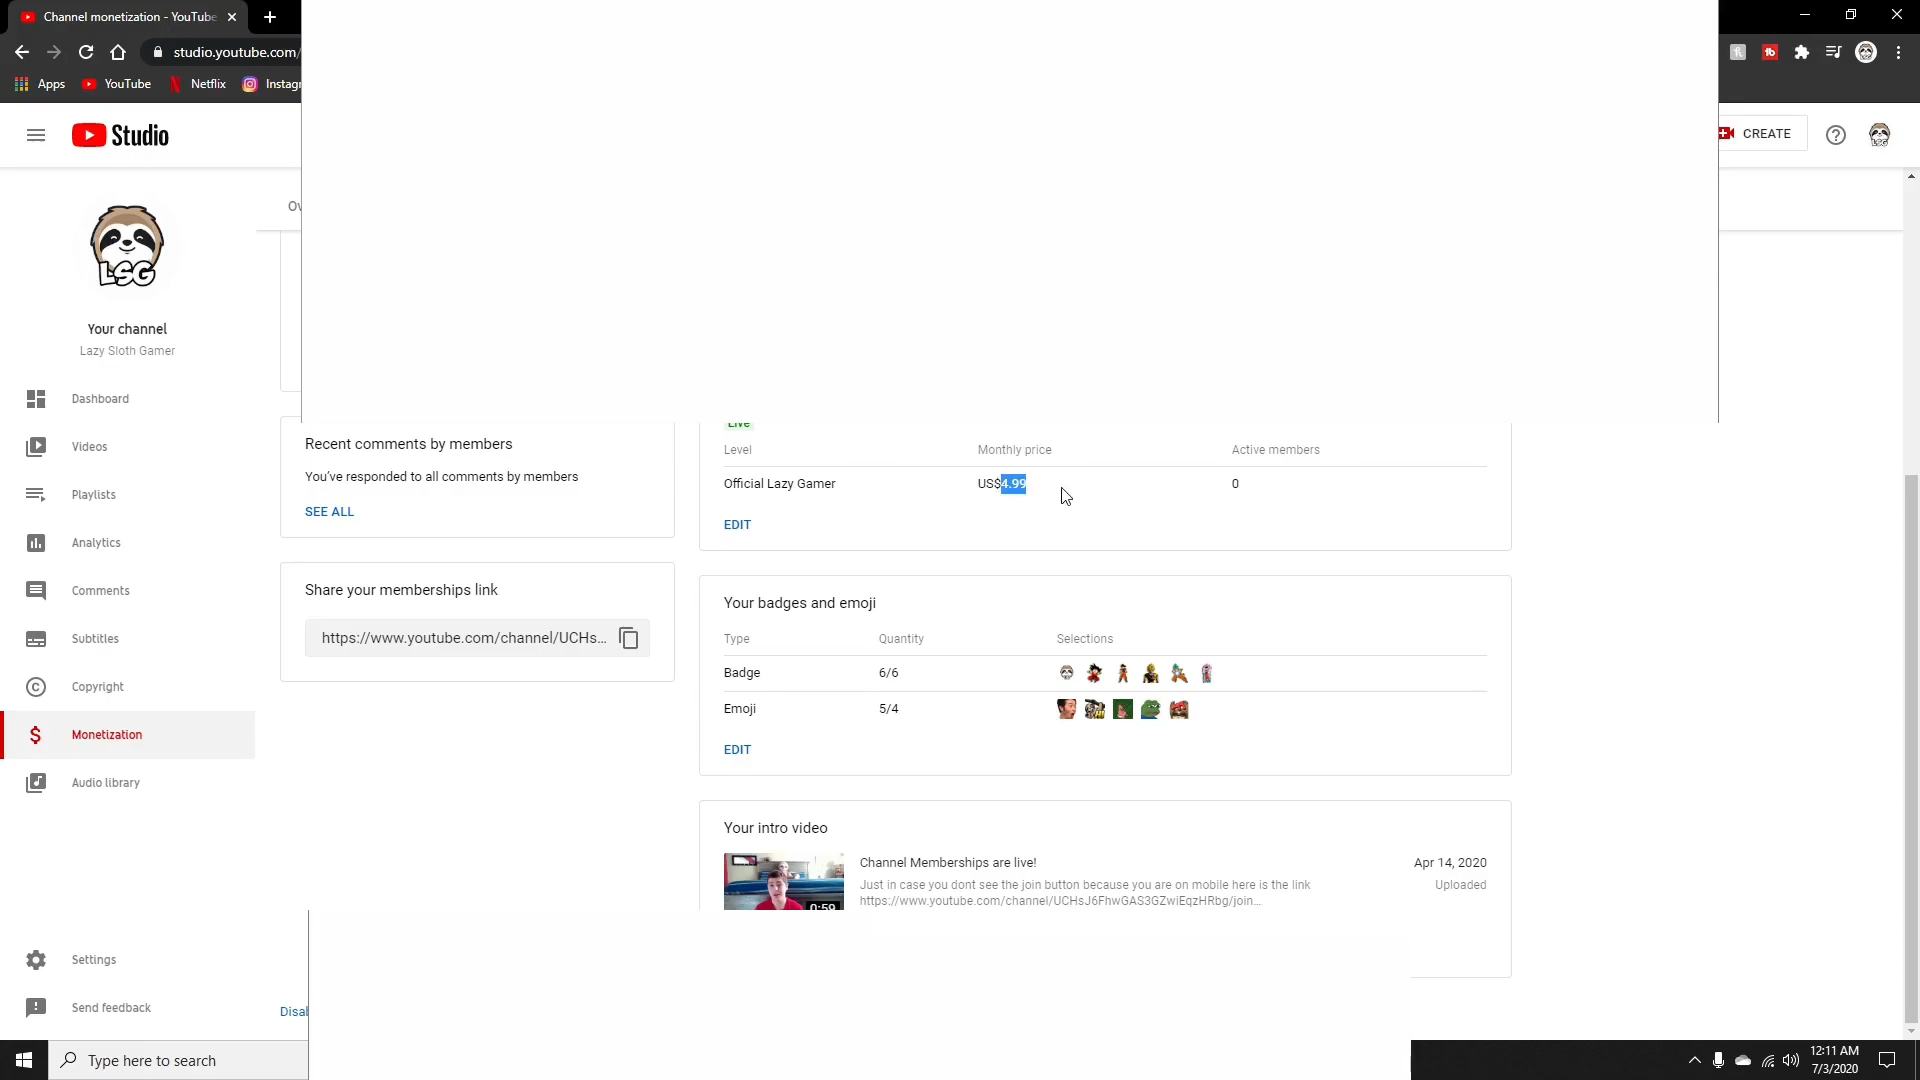 Channel monetization - YouTube
studio.youtube.com/
Apps
YouTube
Netflix
Studio
CREATE
LSG
Your channel
Lazy Sloth Gamer
Dashboard
Videos
Playlists
Analytics
Comments
Subtitles
Copyright
Monetization
Audio library
Settings
Send feedback
Recent comments by members
You've responded to all comments by members
SEE ALL
Share your memberships link
https://www.youtube.com/channel/UCHs...
Live
Level Monthly price Active members
Official Lazy Gamer US$4.99 0
EDIT
Your badges and emoji
Type Quantity Selections
Badge 6/6
Emoji 5/4
EDIT
Your intro video
0:59
Channel Memberships are live! Apr 14, 2020
Just in case you dont see the join button because you are on mobile here is the link Uploaded
https://www.youtube.com/channel/UCHsJ6FhwGAS3GZwiEqzHRbg/join...
Type here to search
12:11 AM
7/3/2020